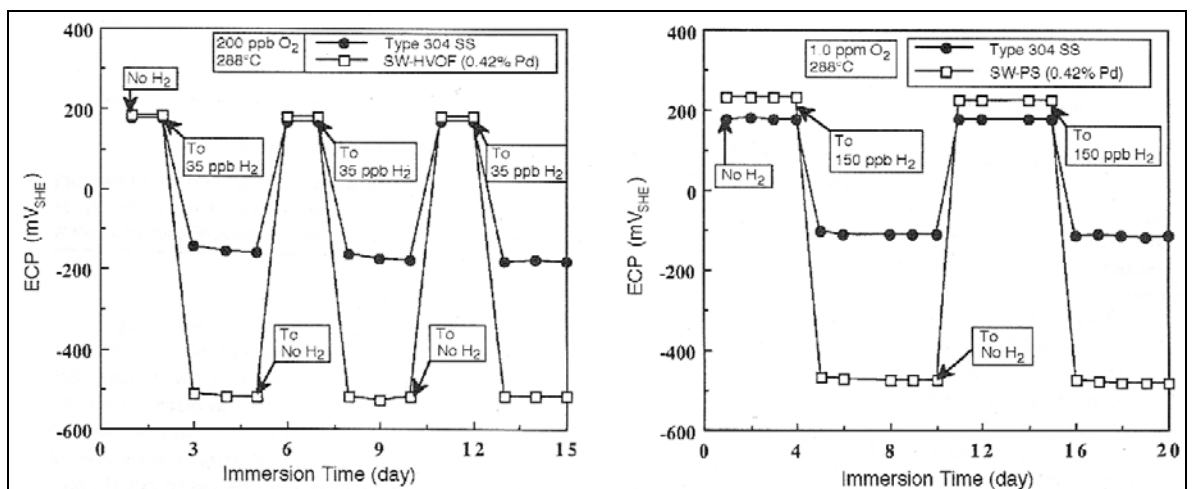 400
200
0
-200
-400
-600
ECP (mV_SHE)
200 ppb O₂
288°C
Type 304 SS
SW-HVOF (0.42% Pd)
No H₂
To
35 ppb H₂
To
35 ppb H₂
To
35 ppb H₂
To
No H₂
To
No H₂
0
3
6
9
12
15
Immersion Time (day)
400
200
0
-200
-400
-600
ECP (mV_SHE)
1.0 ppm O₂
288°C
Type 304 SS
SW-PS (0.42% Pd)
No H₂
To
150 ppb H₂
To
150 ppb H₂
To
No H₂
0
4
8
12
16
20
Immersion Time (day)